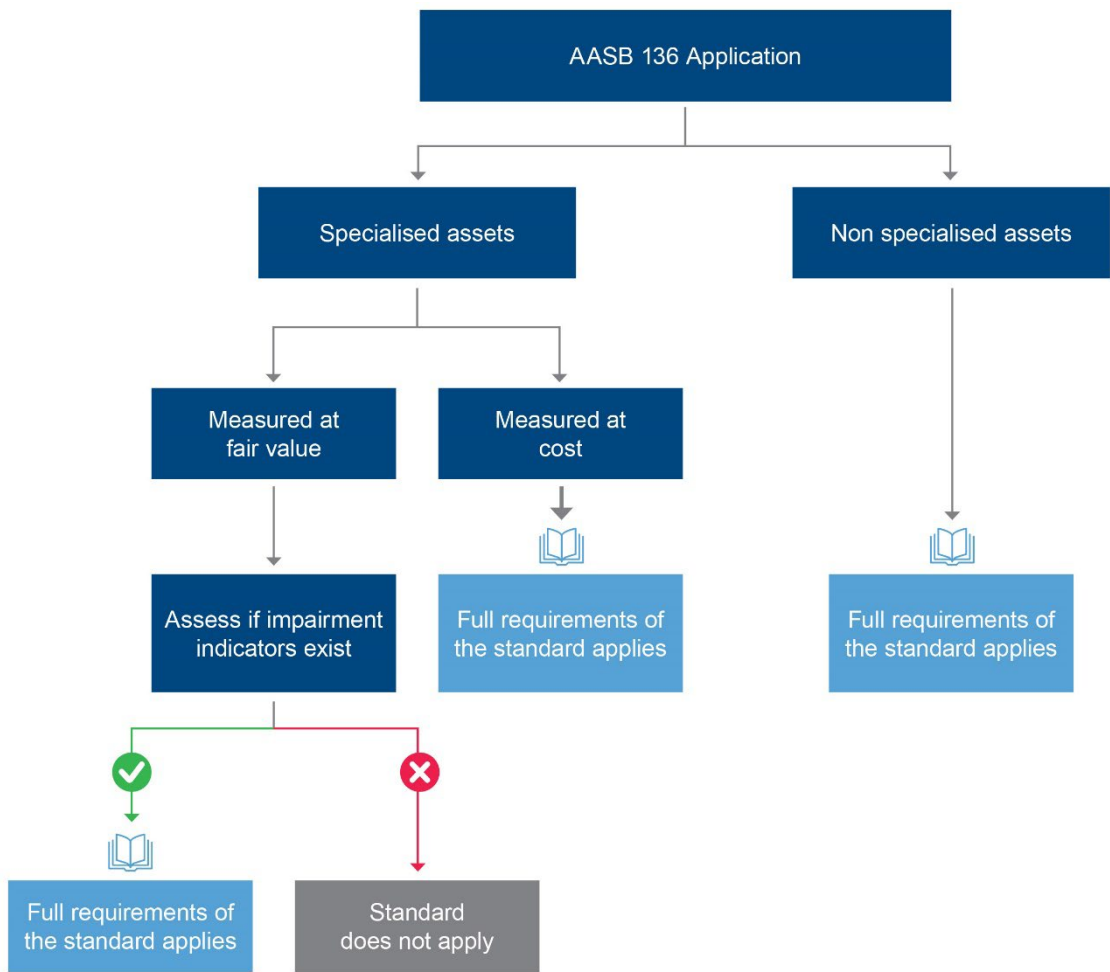 AASB 136 Application
Specialised assets
Non specialised assets
Measured at
fair value
Measured at
cost
Assess if impairment
indicators exist
Full requirements of
the standard applies
Full requirements of
the standard applies
Full requirements of
the standard applies
Standard
does not apply